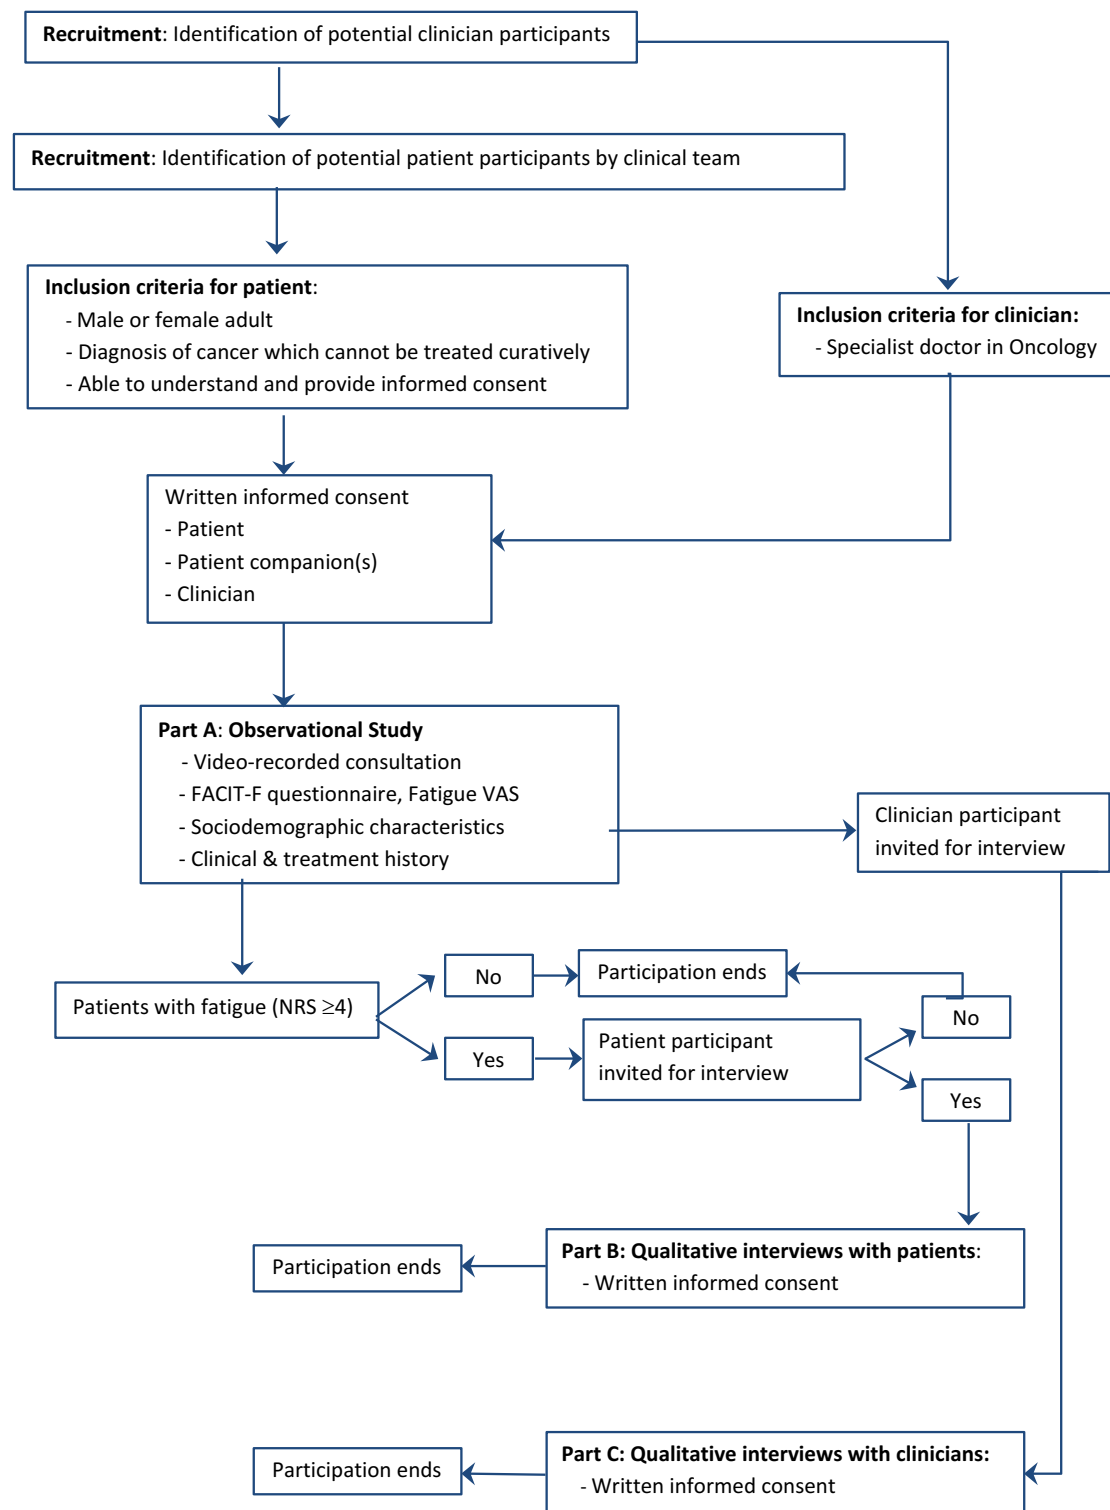 Recruitment: Identification of potential clinician participants
Recruitment: Identification of potential patient participants by clinical team
Inclusion criteria for patient:
- Male or female adult
- Diagnosis of cancer which cannot be treated curatively
- Able to understand and provide informed consent
Inclusion criteria for clinician:
- Specialist doctor in Oncology
Written informed consent
- Patient
- Patient companion(s)
- Clinician
Part A: Observational Study
- Video-recorded consultation
- FACIT-F questionnaire, Fatigue VAS
- Sociodemographic characteristics
- Clinical & treatment history
Clinician participant
invited for interview
Patients with fatigue (NRS ≥4)
No
Participation ends
Yes
Patient participant
invited for interview
No
Yes
Part B: Qualitative interviews with patients:
- Written informed consent
Participation ends
Part C: Qualitative interviews with clinicians:
- Written informed consent
Participation ends